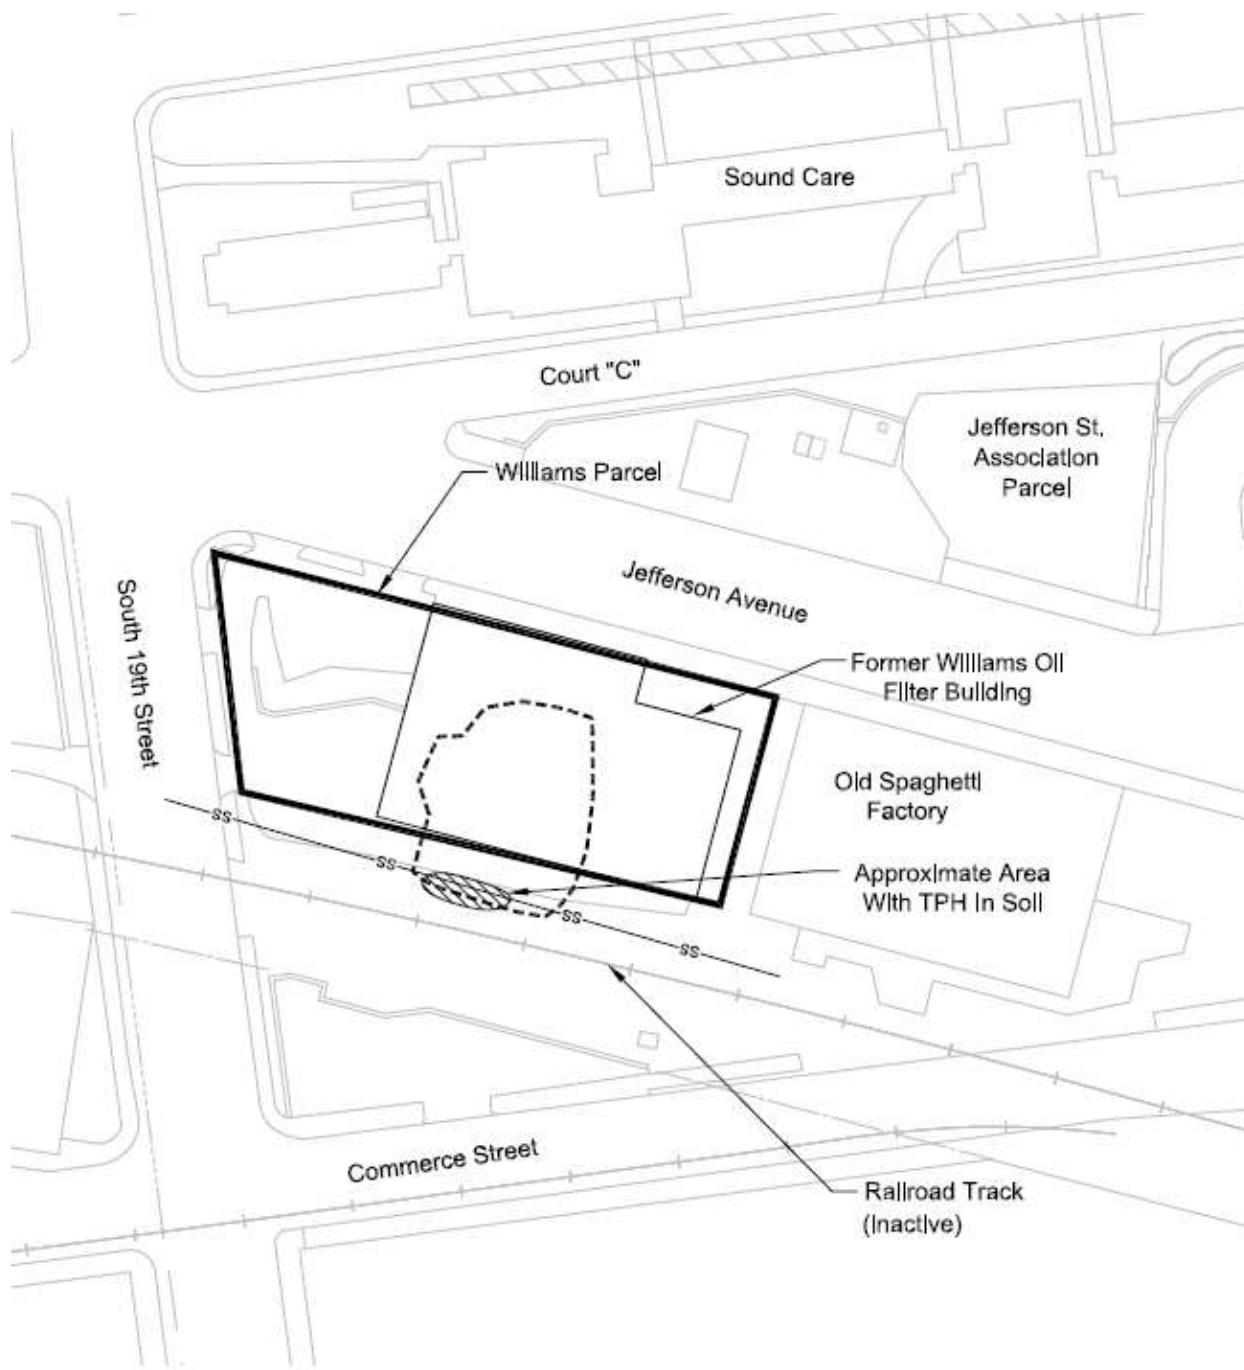 Sound Care
Court "C"
Jefferson St.
Association
Parcel
Williams Parcel
Jefferson Avenue
South 19th Street
Former Williams Oil
Filter Building
Old Spaghetti
Factory
SS
SS
Approximate Area
With TPH In Soil
SS
SS
Commerce Street
Railroad Track
(Inactive)